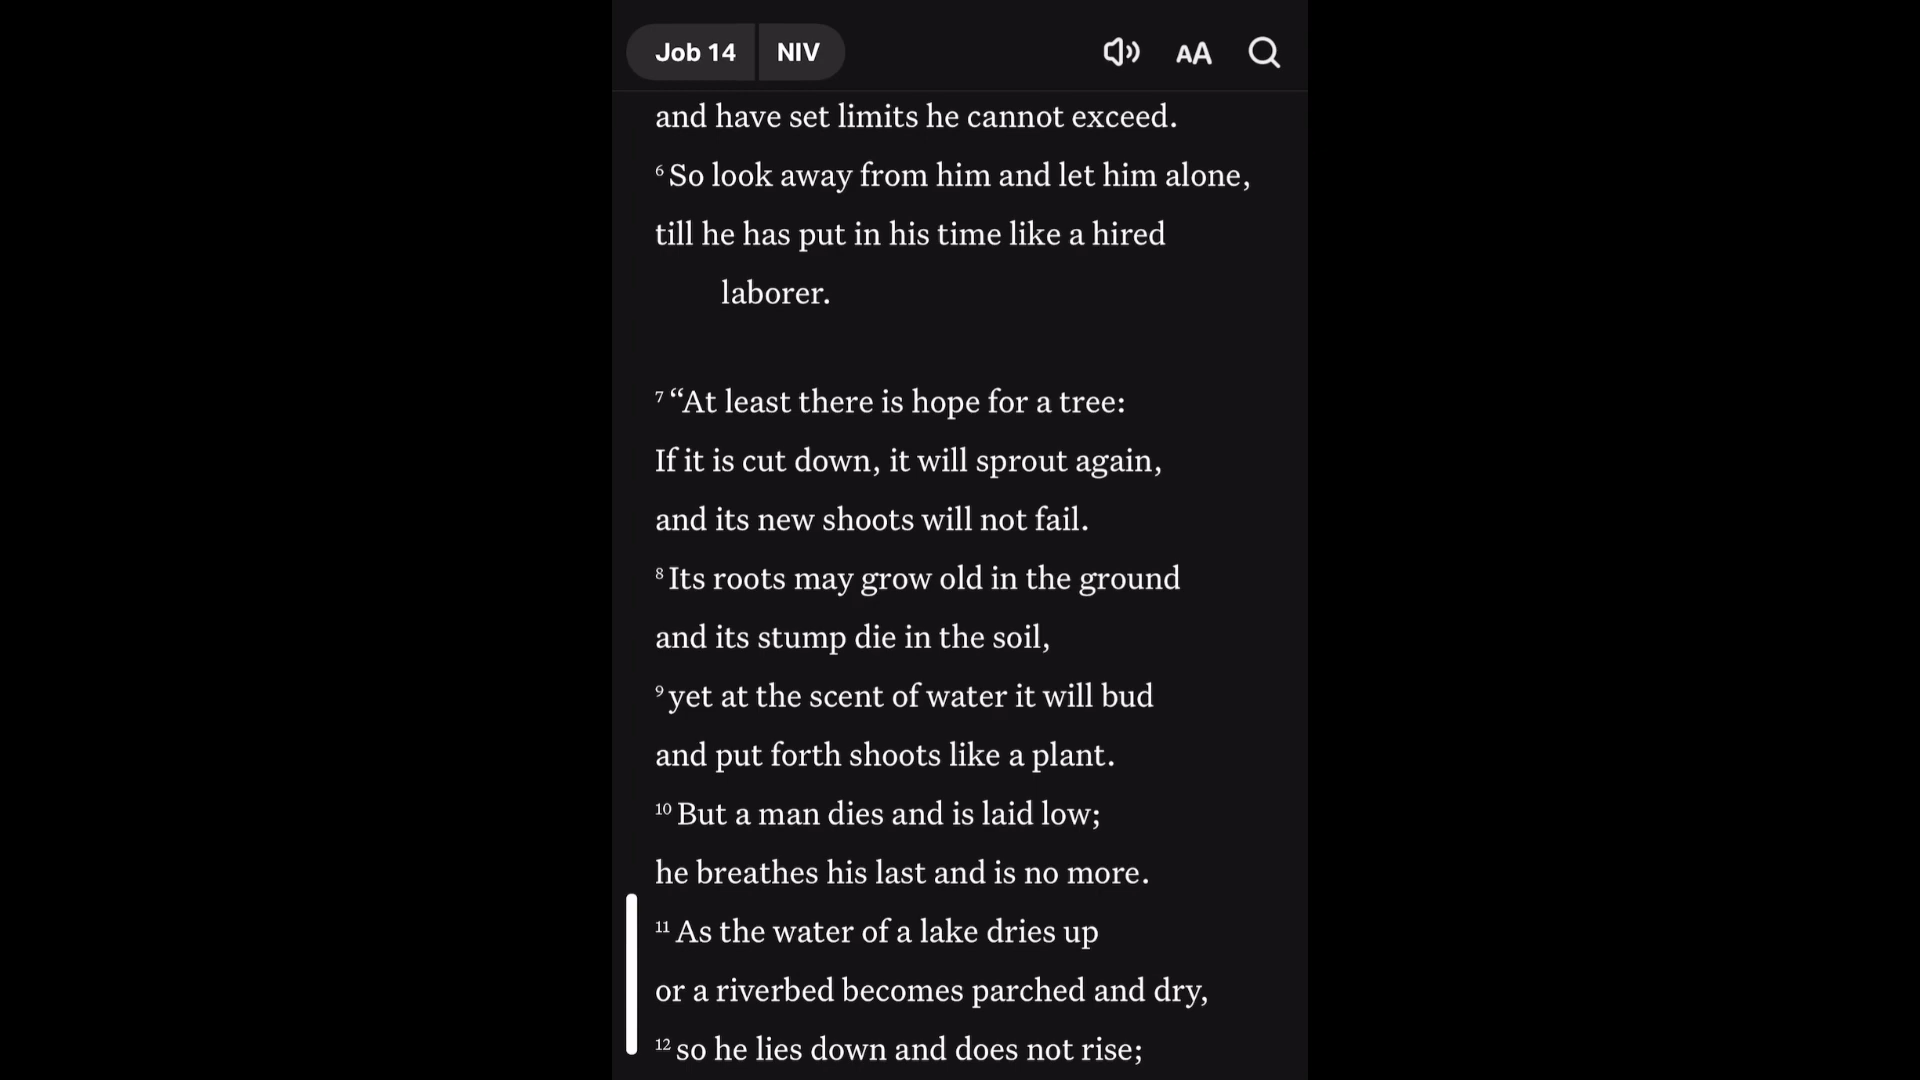 Job 14 NIV AA
and have set limits he cannot exceed.
6 So look away from him and let him alone,
till he has put in his time like a hired
laborer.
7 “At least there is hope for a tree:
If it is cut down, it will sprout again,
and its new shoots will not fail.
8 Its roots may grow old in the ground
and its stump die in the soil,
9 yet at the scent of water it will bud
and put forth shoots like a plant.
10 But a man dies and is laid low;
he breathes his last and is no more.
11 As the water of a lake dries up
or a riverbed becomes parched and dry,
12 so he lies down and does not rise;